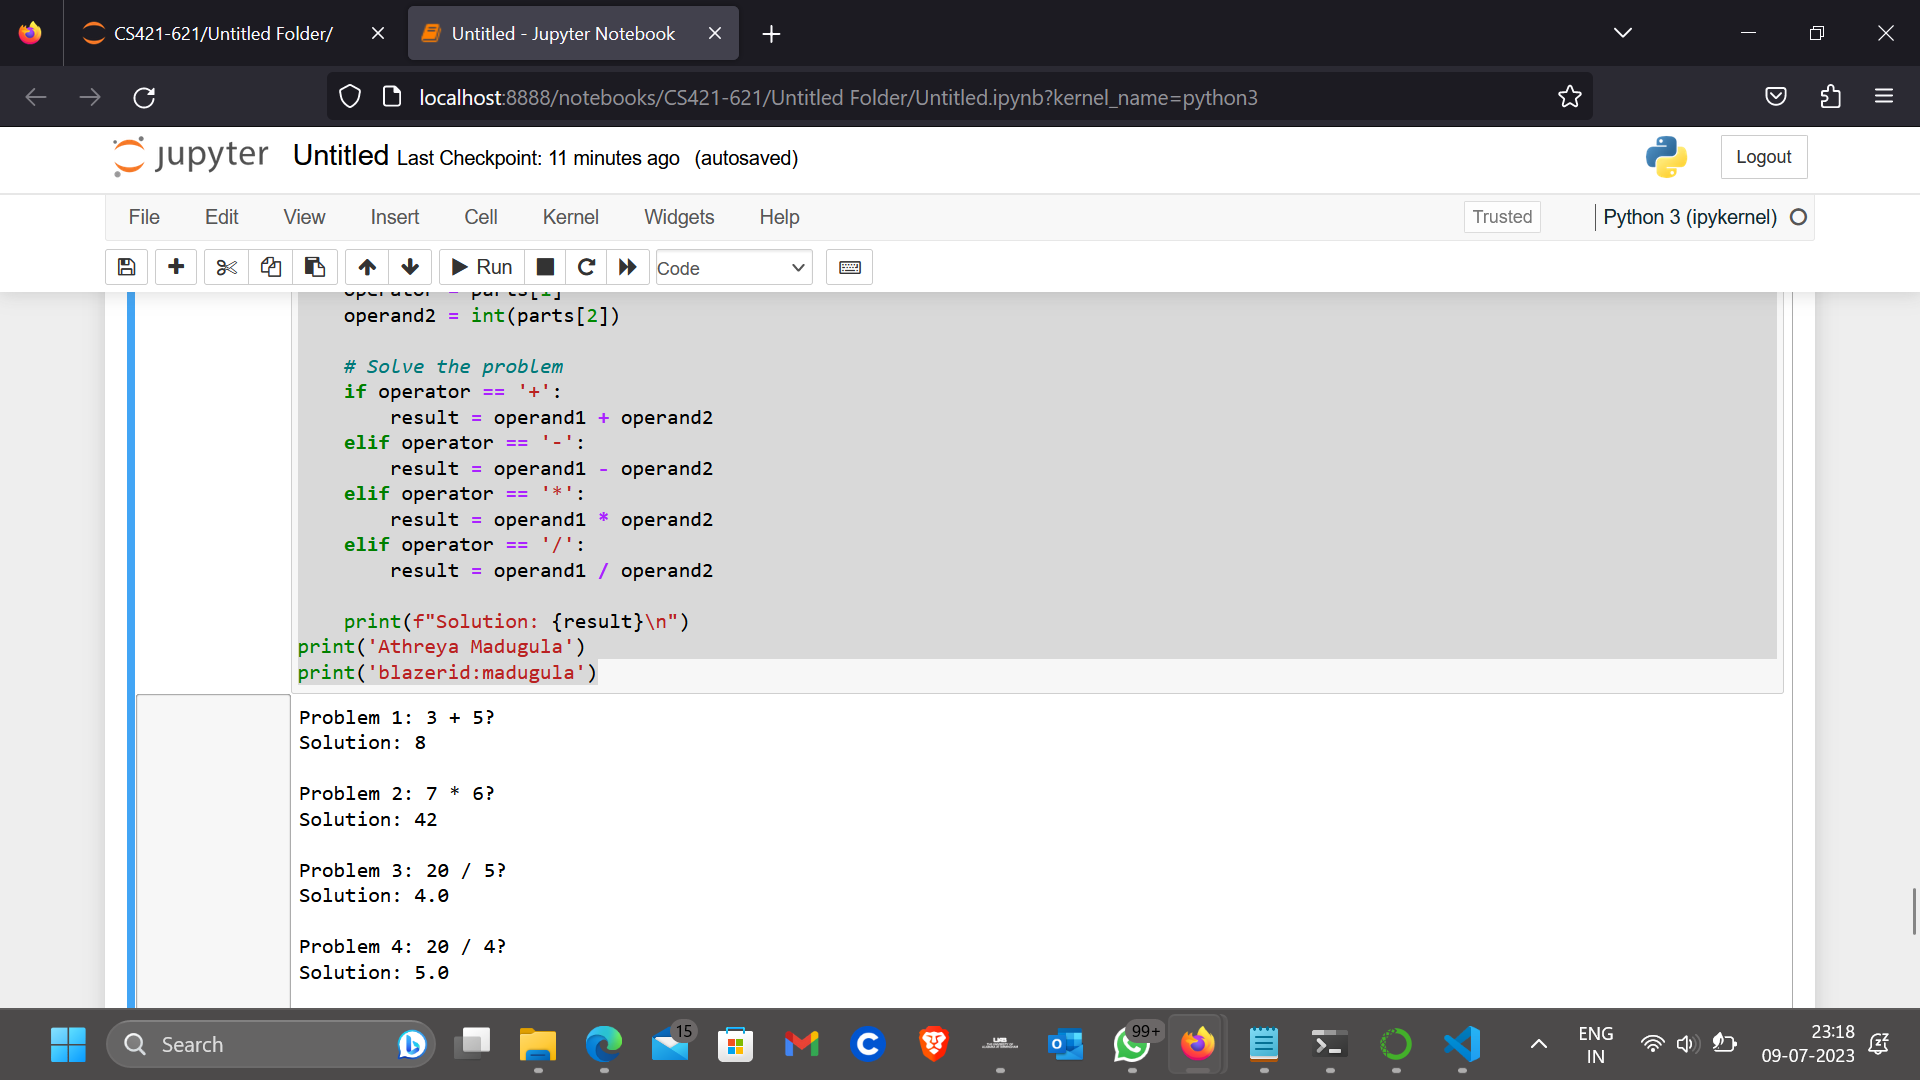 CS421-621/Untitled Folder/
Untitled - Jupyter Notebook
localhost:8888/notebooks/CS421-621/Untitled Folder/Untitled.ipynb?kernel_name=python3
jupyter Untitled Last Checkpoint: 11 minutes ago (autosaved)
Logout
File Edit View Insert Cell Kernel Widgets Help
Trusted
Python 3 (ipykernel)
Run
Code
operator = parts[1]
operand2 = int(parts[2])
# Solve the problem
if operator == '+':
result = operand1 + operand2
elif operator == '-':
result = operand1 - operand2
elif operator == '*':
result = operand1 * operand2
elif operator == '/':
result = operand1 / operand2
print(f"Solution: {result}\n")
print('Athreya Madugula')
print('blazerid:madugula')
Problem 1: 3 + 5?
Solution: 8
Problem 2: 7 * 6?
Solution: 42
Problem 3: 20 / 5?
Solution: 4.0
Problem 4: 20 / 4?
Solution: 5.0
Search
15
99+
ENG
IN
23:18
09-07-2023